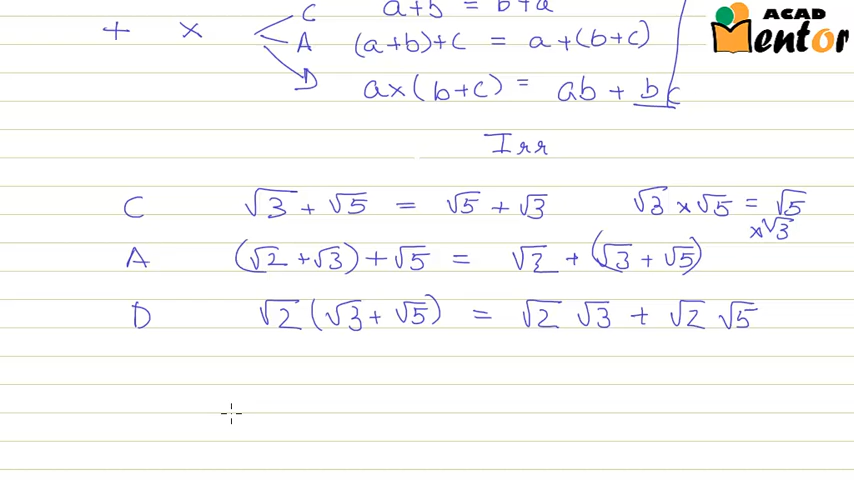 C a+b = b+a
+ × A (a+b)+c = a+(b+c)
D a×(b+c) = ab + bc
ACAD
Mentor
Irr
C √3 + √5 = √5 + √3 √3 × √5 = √5
× √3
A (√2 + √3) + √5 = √2 + (√3 + √5)
D √2 (√3 + √5) = √2 √3 + √2 √5